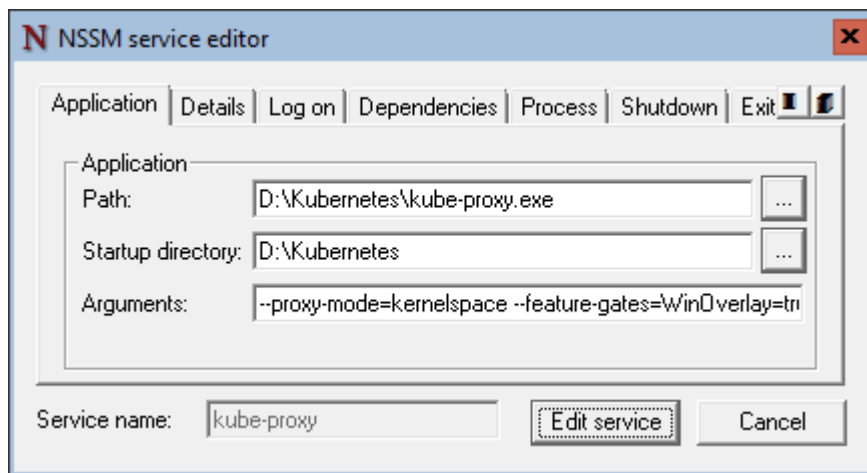 N NSSM service editor
Application Details Log on Dependencies Process Shutdown Exit
Application
Path: D:\Kubernetes\kube-proxy.exe ...
Startup directory: D:\Kubernetes ...
Arguments: --proxy-mode=kernelspace --feature-gates=WinOverlay=tru
Service name: kube-proxy Edit service Cancel